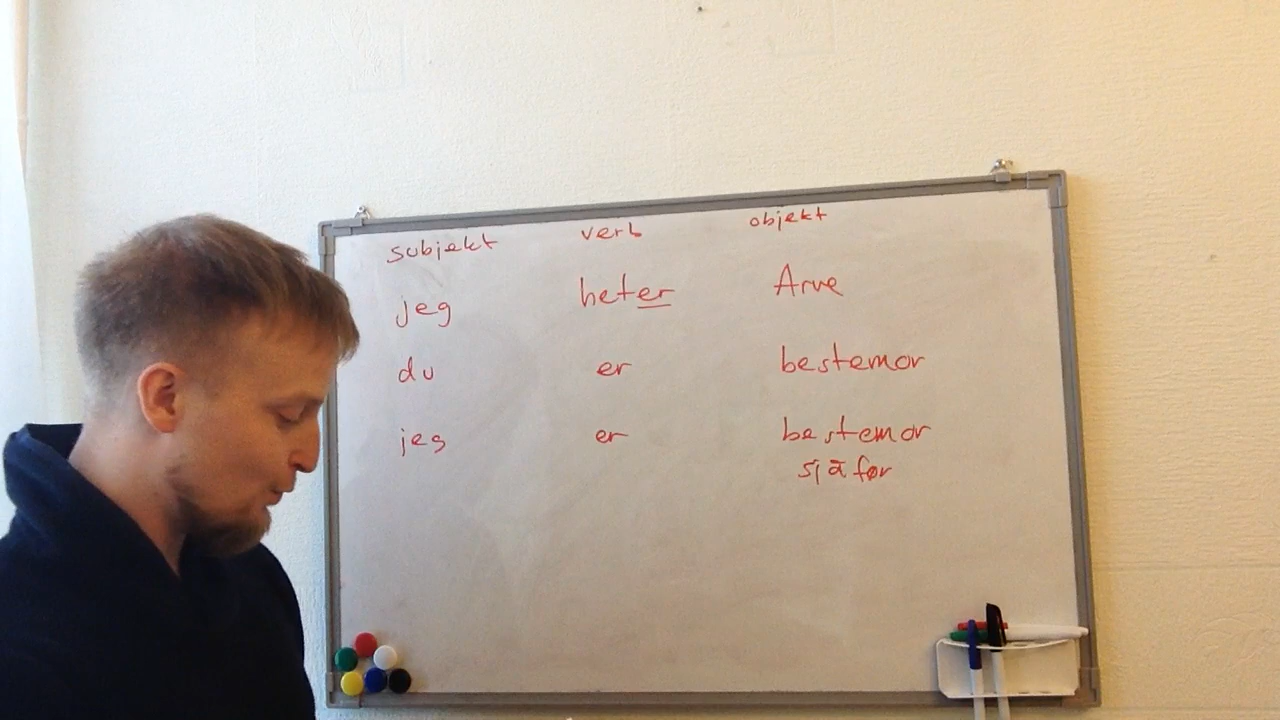 subjekt verb objekt
jeg heter Arve
du er bestemor
jeg er bestemor
sjåfør